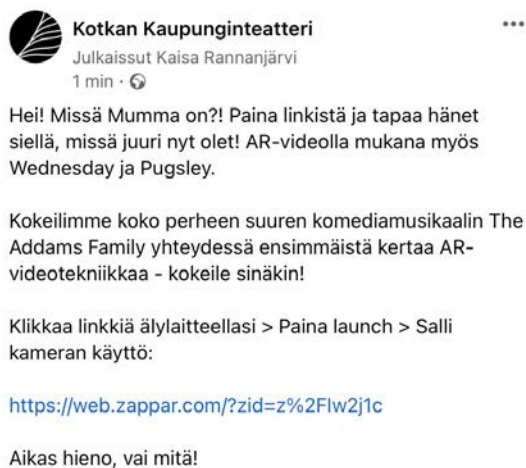 Kotkan Kaupunginteatteri
Julkaissut Kaisa Rannanjärvi
1 min ·
Hei! Missä Mumma on?! Paina linkistä ja tapaa hänet
siellä, missä juuri nyt olet! AR-videolla mukana myös
Wednesday ja Pugsley.
Kokeilimme koko perheen suuren komediamusikaalin The
Addams Family yhteydessä ensimmäistä kertaa AR-
videotekniikkaa - kokeile sinäkin!
Klikkaa linkkiä älylaitteellasi > Paina launch > Salli
kameran käyttö:
https://web.zappar.com/?zid=z%2FIw2j1c
Aikas hieno, vai mitä!